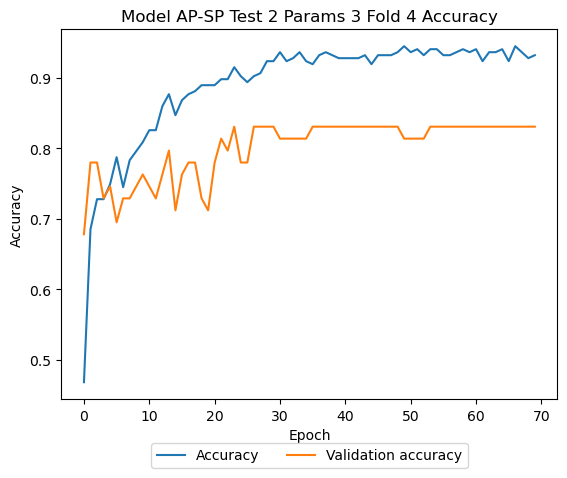 Model AP-SP Test 2 Params 3 Fold 4 Accuracy
Accuracy
0.9
0.8
0.7
0.6
0.5
0 10 20 30 40 50 60 70
Epoch
Accuracy Validation accuracy